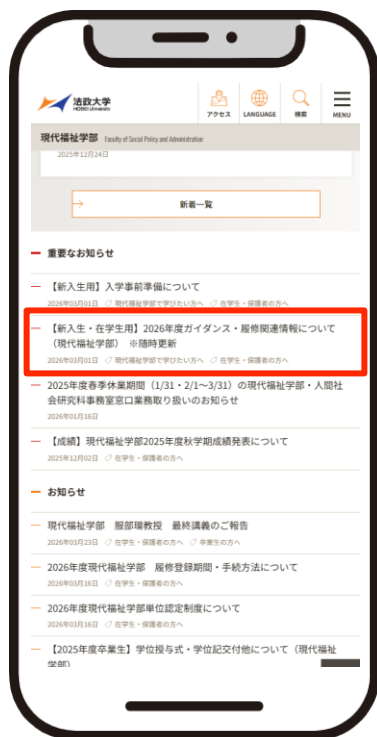 法政大学
HOSEI University
アクセス
LANGUAGE
検索
MENU
現代福祉学部 Faculty of Social Policy and Administration
2025年12月24日
新着一覧
重要なお知らせ
【新入生用】入学事前準備について
2026年03月01日 現代福祉学部で学びたい方へ 在学生・保護者の方へ
【新入生・在学生用】2026年度ガイダンス・履修関連情報について
（現代福祉学部） ※随時更新
2026年03月01日 現代福祉学部で学びたい方へ 在学生・保護者の方へ
2025年度春季休業期間（1/31・2/1～3/31）の現代福祉学部・人間社
会研究科事務室窓口業務取り扱いのお知らせ
2026年01月16日
【成績】現代福祉学部2025年度秋学期成績発表について
2025年12月02日 在学生・保護者の方へ
お知らせ
現代福祉学部 服部環教授 最終講義のご報告
2026年03月23日 在学生・保護者の方へ 卒業生の方へ
2026年度現代福祉学部 履修登録期間・手続方法について
2026年03月16日 在学生・保護者の方へ
2026年度現代福祉学部単位認定制度について
2026年03月16日 在学生・保護者の方へ
【2025年度卒業生】学位授与式・学位記交付他について（現代福祉
学部）